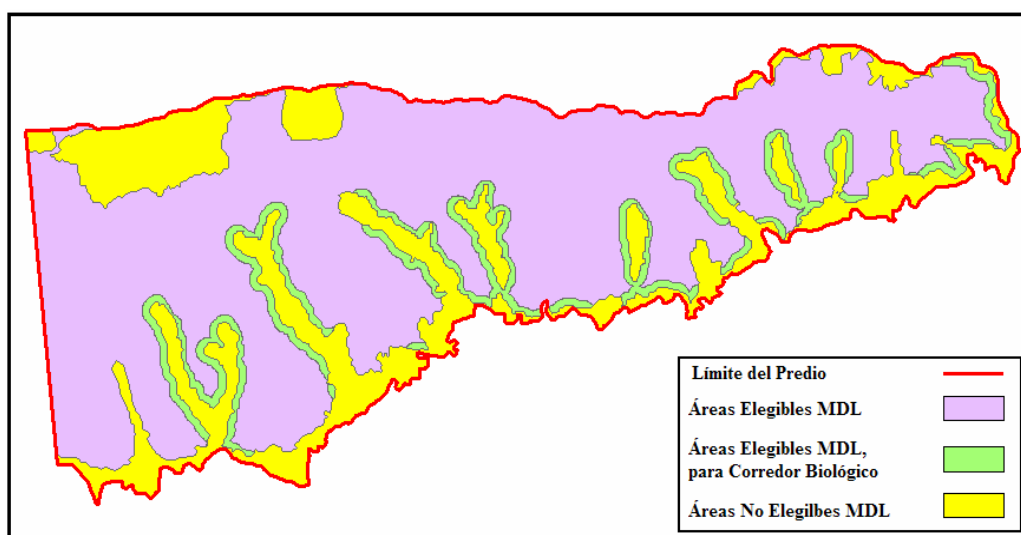 Límite del Predio
Áreas Elegibles MDL
Áreas Elegibles MDL,
para Corredor Biológico
Áreas No Elegilbes MDL